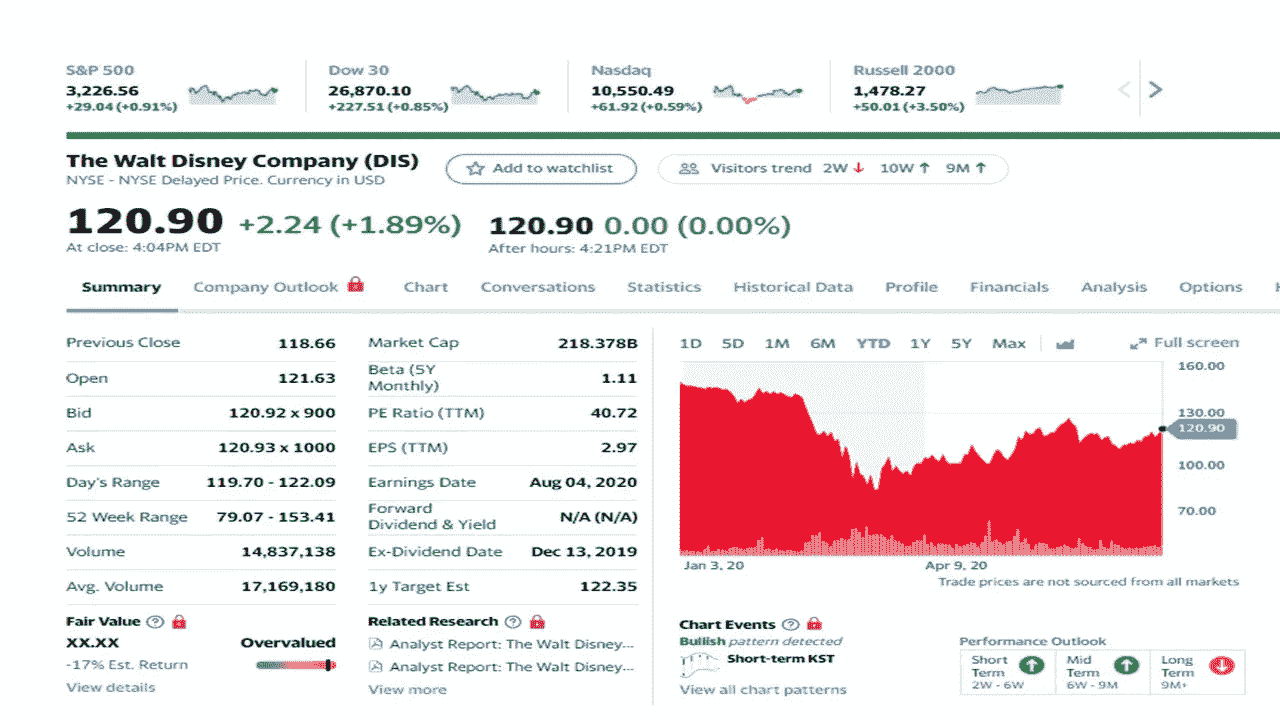 S&P 500 Dow 30 Nasdaq Russell 2000
3,226.56 26,870.10 10,550.49 1,478.27
+29.04 (+0.91%) +227.51 (+0.85%) +61.92 (+0.59%) +50.01 (+3.50%)
The Walt Disney Company (DIS) Add to watchlist Visitors trend 2W ↓ 10W ↑ 9M ↑
NYSE - NYSE Delayed Price. Currency in USD
120.90 +2.24 (+1.89%) 120.90 0.00 (0.00%)
At close: 4:04PM EDT After hours: 4:21PM EDT
Summary Company Outlook Chart Conversations Statistics Historical Data Profile Financials Analysis Options
Previous Close 118.66
Open 121.63
Bid 120.92 x 900
Ask 120.93 x 1000
Day's Range 119.70 - 122.09
52 Week Range 79.07 - 153.41
Volume 14,837,138
Avg. Volume 17,169,180
Market Cap 218.378B
Beta (5Y
Monthly) 1.11
PE Ratio (TTM) 40.72
EPS (TTM) 2.97
Earnings Date Aug 04, 2020
Forward
Dividend & Yield N/A (N/A)
Ex-Dividend Date Dec 13, 2019
1y Target Est 122.35
1D 5D 1M 6M YTD 1Y 5Y Max Full screen
160.00
130.00
120.90
100.00
70.00
Jan 3, 20 Apr 9, 20
Trade prices are not sourced from all markets
Fair Value ?
XX.XX Overvalued
-17% Est. Return
View details
Related Research ?
Analyst Report: The Walt Disney...
Analyst Report: The Walt Disney...
View more
Chart Events ?
Bullish pattern detected
Short-term KST
View all chart patterns
Performance Outlook
Short
Term
2W - 6W
Mid
Term
6W - 9M
Long
Term
9M+